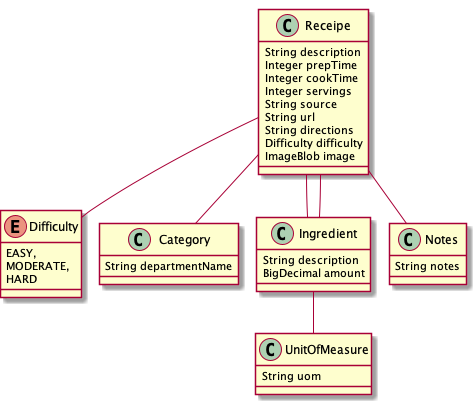 C Receipe
String description
Integer prepTime
Integer cookTime
Integer servings
String source
String url
String directions
Difficulty difficulty
ImageBlob image
E Difficulty
EASY,
MODERATE,
HARD
C Category
String departmentName
C Ingredient
String description
BigDecimal amount
C Notes
String notes
C UnitOfMeasure
String uom